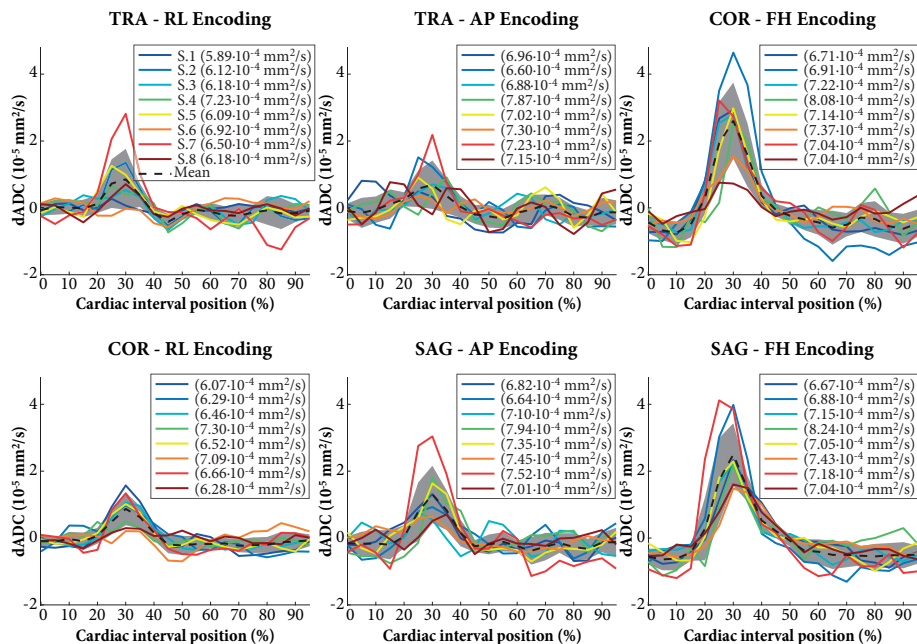 TRA - RL Encoding
S.1 (5.89·10-4 mm2/s)
S.2 (6.12·10-4 mm2/s)
S.3 (6.18·10-4 mm2/s)
S.4 (7.23·10-4 mm2/s)
S.5 (6.09·10-4 mm2/s)
S.6 (6.92·10-4 mm2/s)
S.7 (6.50·10-4 mm2/s)
S.8 (6.18·10-4 mm2/s)
Mean
4
2
0
-2
dADC (10-5 mm2/s)
0 10 20 30 40 50 60 70 80 90
Cardiac interval position (%)
TRA - AP Encoding
(6.96·10-4 mm2/s)
(6.60·10-4 mm2/s)
(6.88·10-4 mm2/s)
(7.87·10-4 mm2/s)
(7.02·10-4 mm2/s)
(7.30·10-4 mm2/s)
(7.23·10-4 mm2/s)
(7.15·10-4 mm2/s)
4
2
0
-2
dADC (10-5 mm2/s)
0 10 20 30 40 50 60 70 80 90
Cardiac interval position (%)
COR - FH Encoding
(6.71·10-4 mm2/s)
(6.91·10-4 mm2/s)
(7.22·10-4 mm2/s)
(8.08·10-4 mm2/s)
(7.14·10-4 mm2/s)
(7.37·10-4 mm2/s)
(7.04·10-4 mm2/s)
(7.04·10-4 mm2/s)
4
2
0
-2
dADC (10-5 mm2/s)
0 10 20 30 40 50 60 70 80 90
Cardiac interval position (%)
COR - RL Encoding
(6.07·10-4 mm2/s)
(6.29·10-4 mm2/s)
(6.46·10-4 mm2/s)
(7.30·10-4 mm2/s)
(6.52·10-4 mm2/s)
(7.09·10-4 mm2/s)
(6.66·10-4 mm2/s)
(6.28·10-4 mm2/s)
4
2
0
-2
dADC (10-5 mm2/s)
0 10 20 30 40 50 60 70 80 90
Cardiac interval position (%)
SAG - AP Encoding
(6.82·10-4 mm2/s)
(6.64·10-4 mm2/s)
(7·10·10-4 mm2/s)
(7.94·10-4 mm2/s)
(7.35·10-4 mm2/s)
(7.45·10-4 mm2/s)
(7.52·10-4 mm2/s)
(7.01·10-4 mm2/s)
4
2
0
-2
dADC (10-5 mm2/s)
0 10 20 30 40 50 60 70 80 90
Cardiac interval position (%)
SAG - FH Encoding
(6.67·10-4 mm2/s)
(6.88·10-4 mm2/s)
(7.15·10-4 mm2/s)
(8.24·10-4 mm2/s)
(7.05·10-4 mm2/s)
(7.43·10-4 mm2/s)
(7.18·10-4 mm2/s)
(7.04·10-4 mm2/s)
4
2
0
-2
dADC (10-5 mm2/s)
0 10 20 30 40 50 60 70 80 90
Cardiac interval position (%)